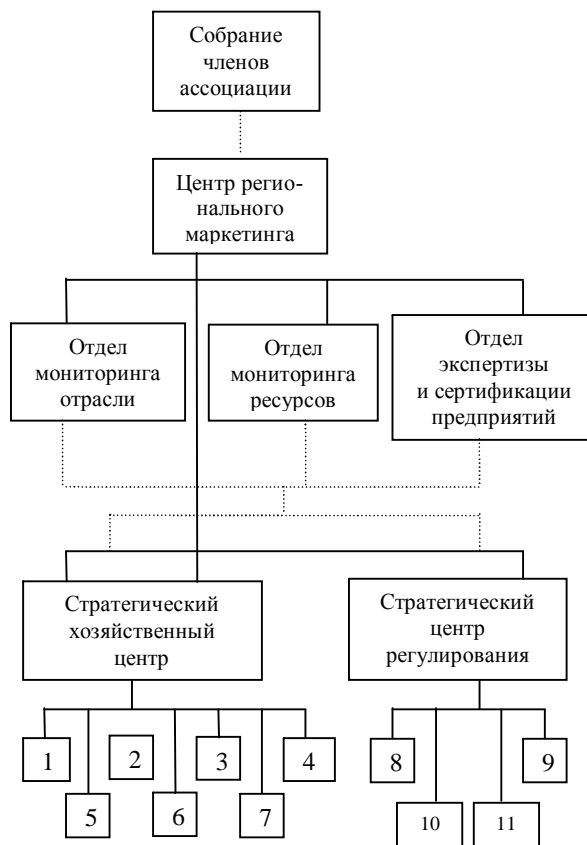 Собрание
членов
ассоциации
Центр регио-
нального
маркетинга
Отдел
мониторинга
отрасли
Отдел
мониторинга
ресурсов
Отдел
экспертизы
и сертификации
предприятий
Стратегический
хозяйственный
центр
Стратегический
центр
регулирования
1
2
3
4
5
6
7
8
9
10
11